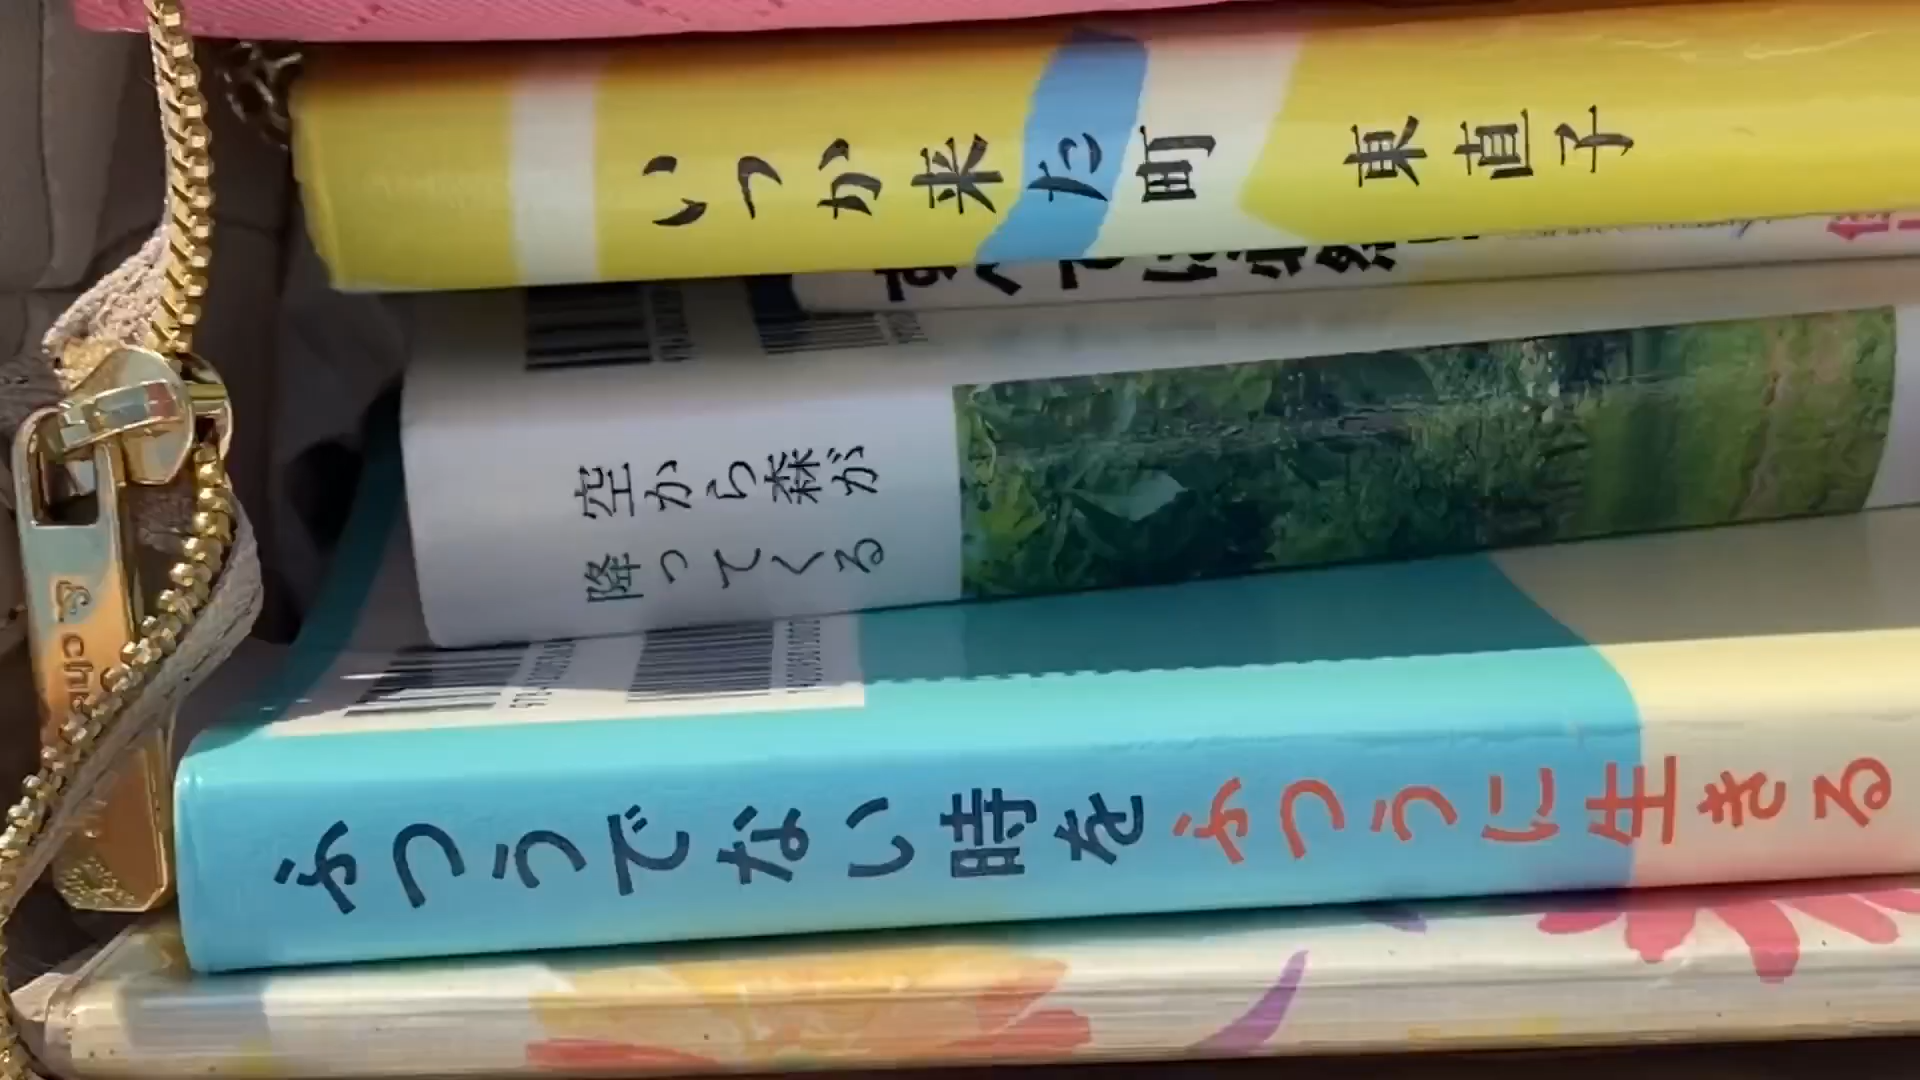 いつか来た町 東直子
空から森が
降ってくる
ふつうでない時をふつうに生きる
& ch